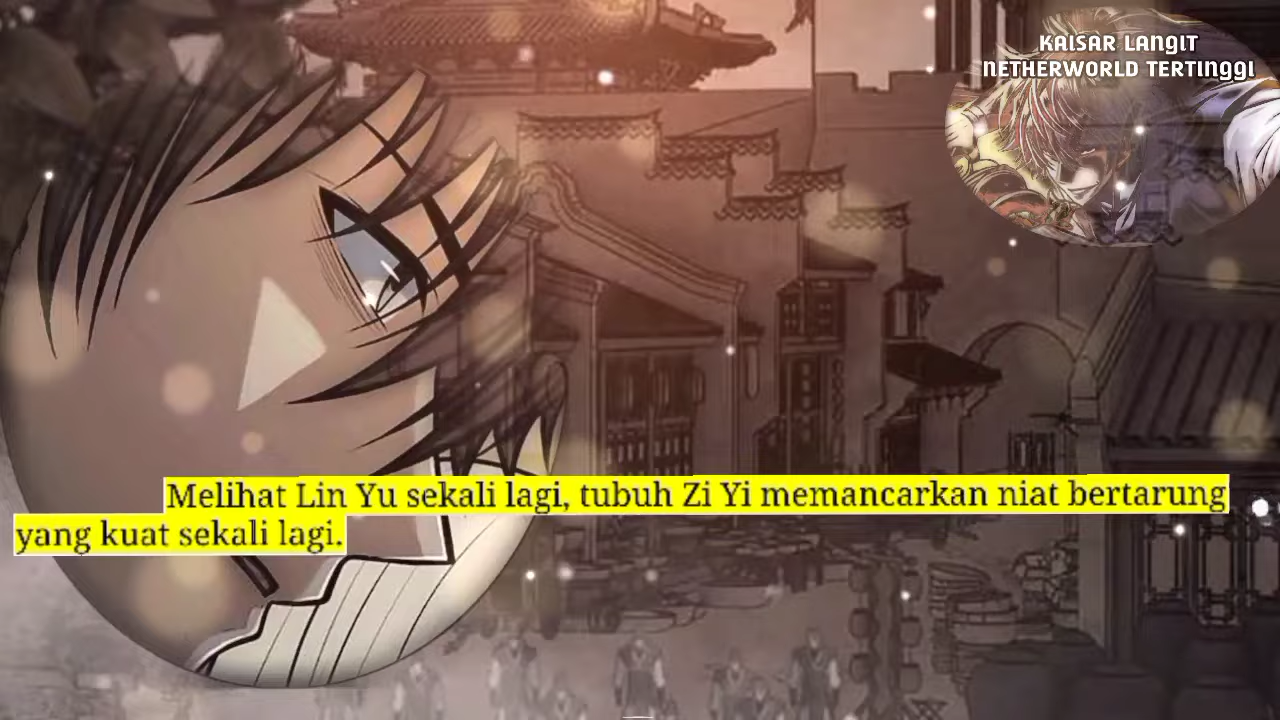 KAISAR LANGIT
NETHERWORLD TERTINGGI
Melihat Lin Yu sekali lagi, tubuh Zi Yi memancarkan niat bertarung
yang kuat sekali lagi.